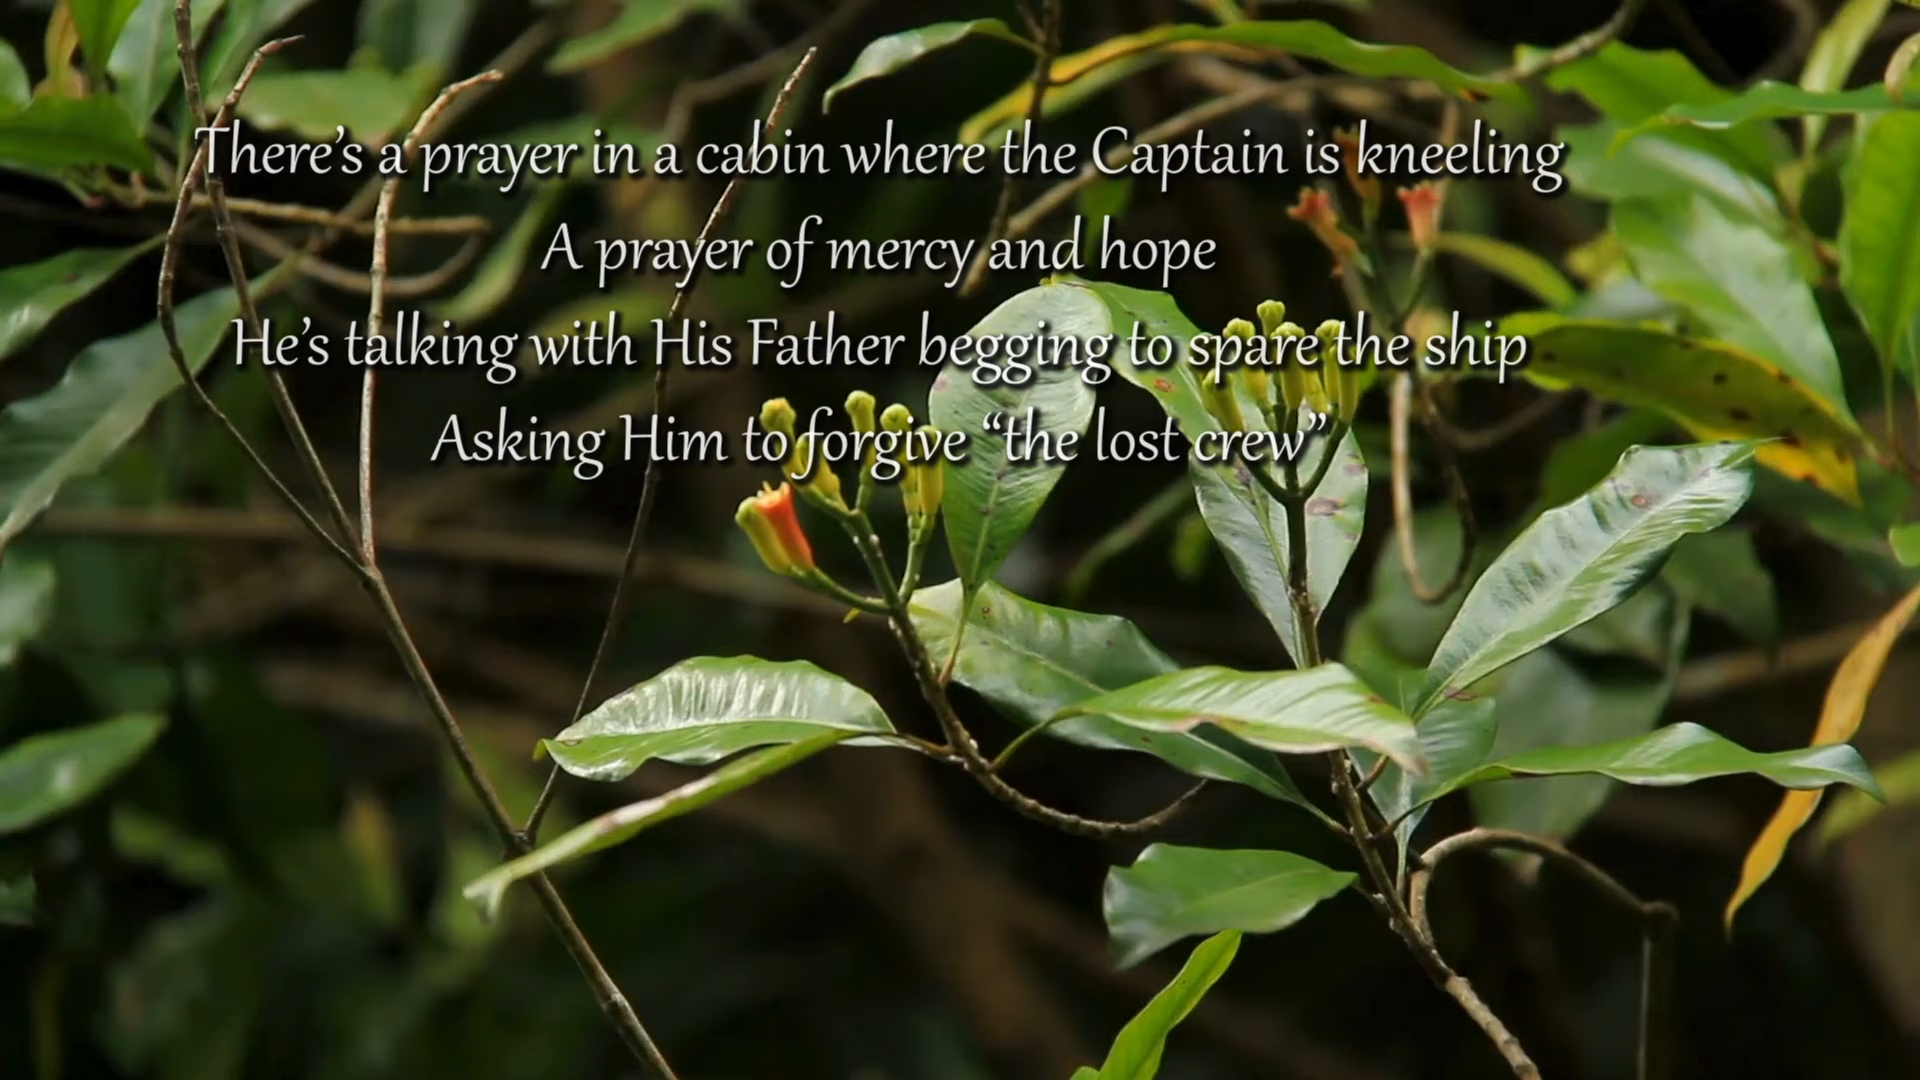 There’s a prayer in a cabin where the Captain is kneeling
A prayer of mercy and hope
He’s talking with His Father begging to spare the ship
Asking Him to forgive “the lost crew”